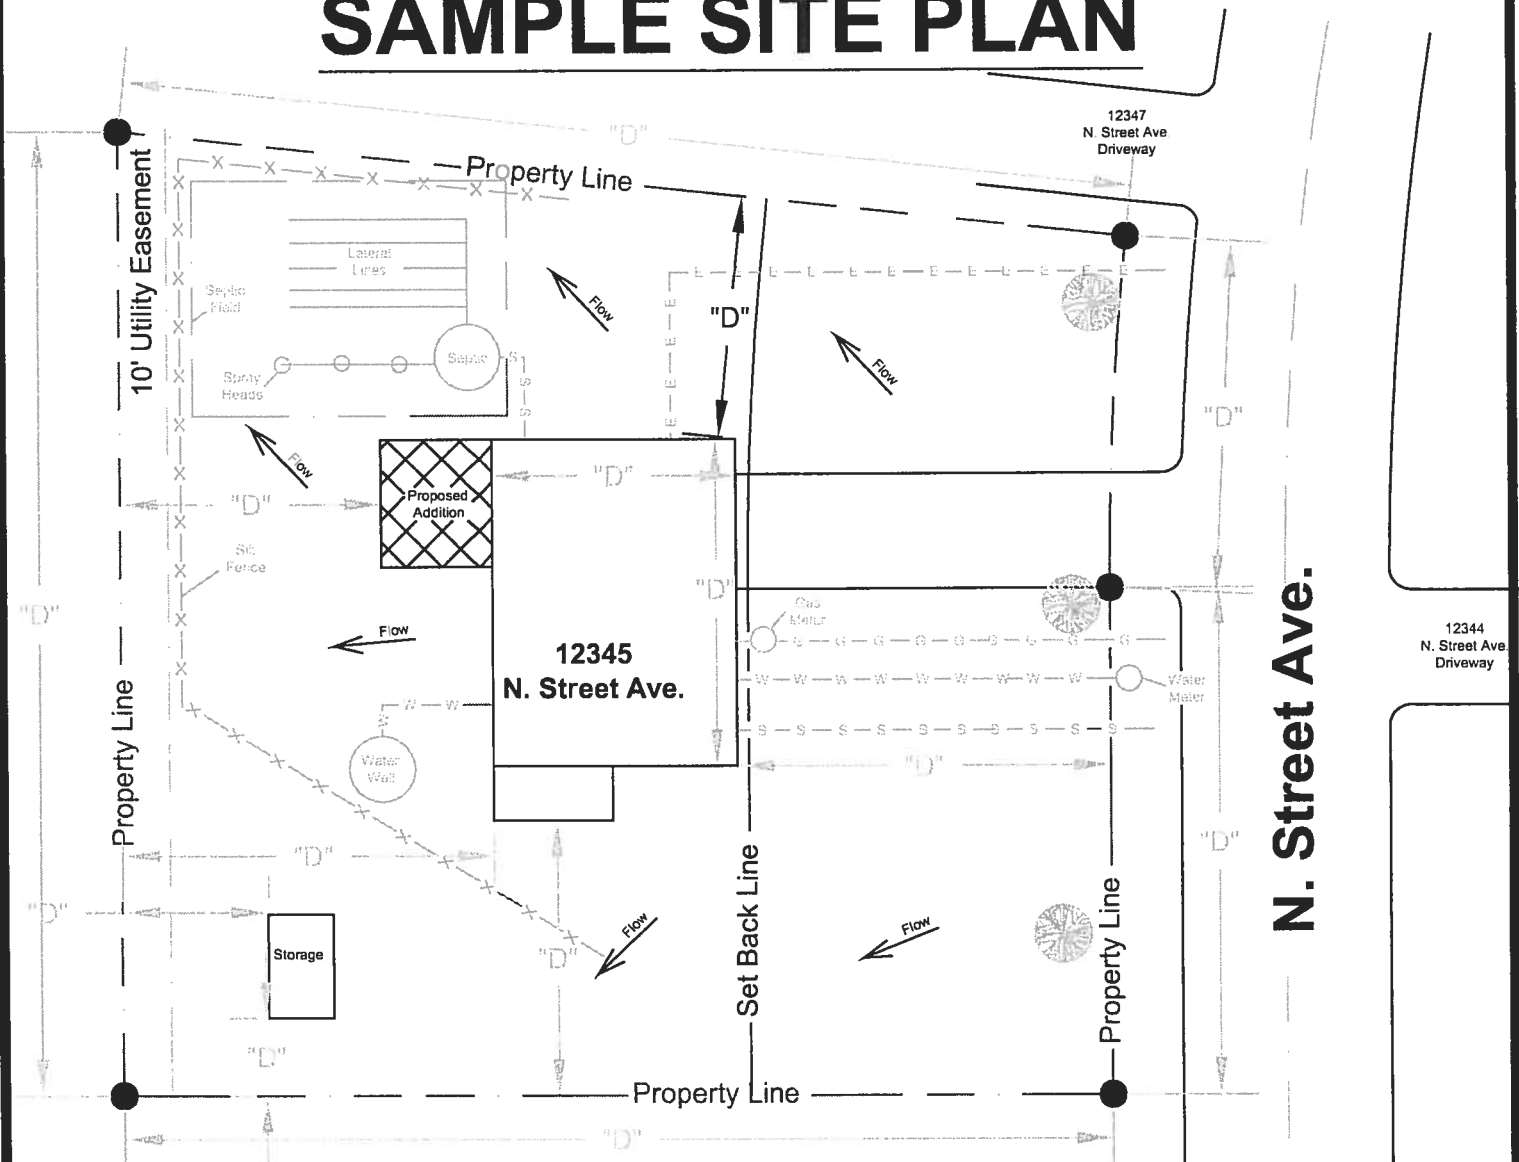 SAMPLE SITE PLAN
12347
N. Street Ave
Driveway
"D"
Property Line
10' Utility Easement
Lateral
Lines
Septic
Field
Spray
Heads
Septic
S
S
S
Flow
"D"
Flow
Flow
E E E E E E E E E E E
E
E
E
E
"D"
"D"
"D"
Proposed
Addition
"D"
Silt
Fence
"D"
Flow
12345
N. Street Ave.
Gas
Meter
G G G G G G G G G
W W W W W W W W W
Water
Meter
S S S S S S S S S S
"D"
W W
Water
Well
Property Line
"D"
"D"
Storage
"D"
"D"
Flow
Flow
Set Back Line
Property Line
"D"
N. Street Ave.
12344
N. Street Ave.
Driveway
Property Line
"D"